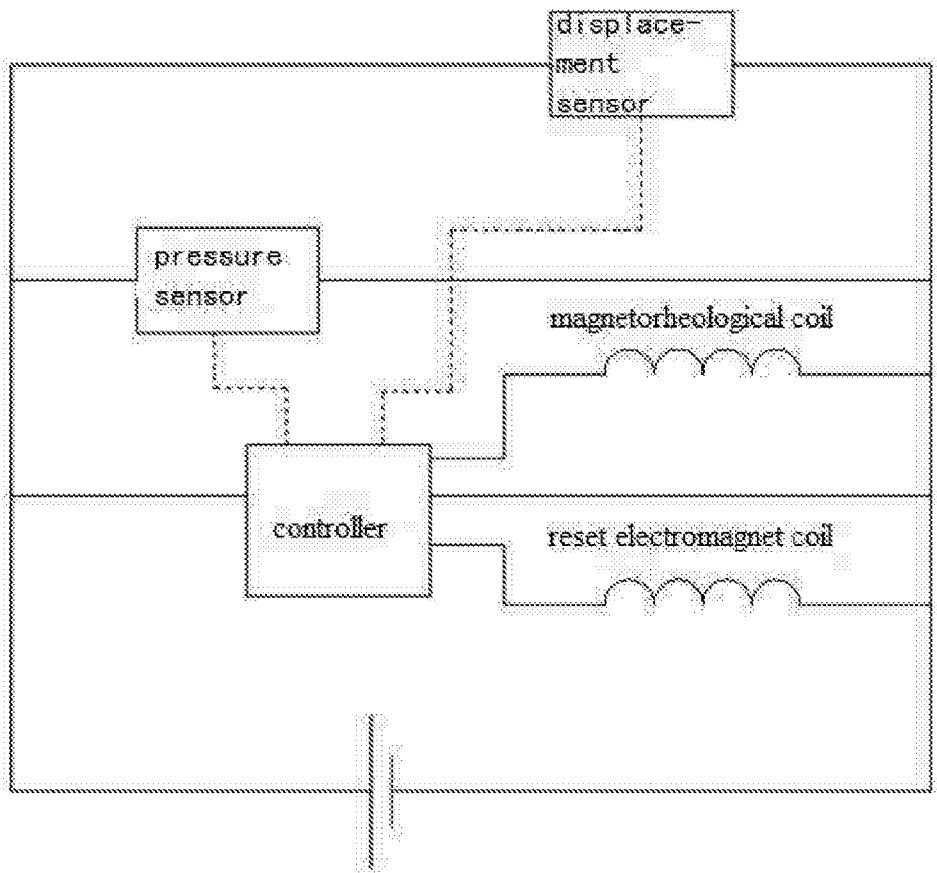 displace-
ment
sensor
pressure
sensor
magnetorheological coil
controller
reset electromagnet coil